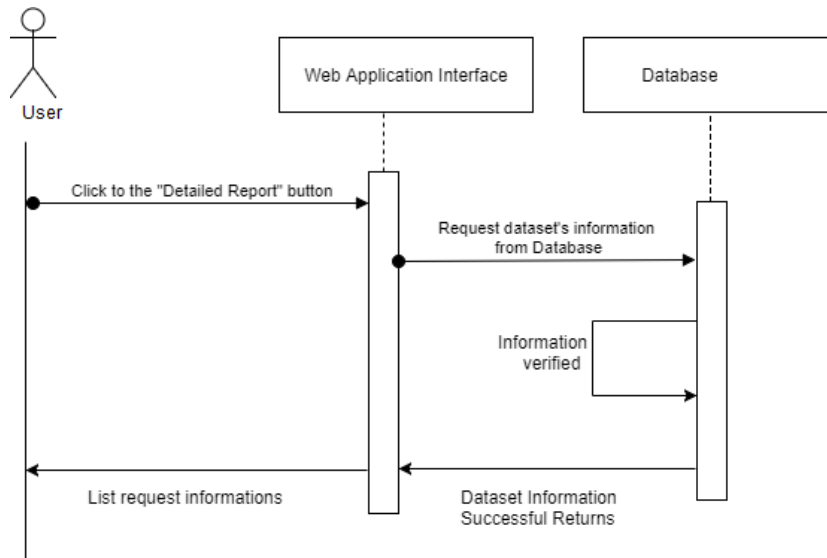 User
Web Application Interface
Database
Click to the "Detailed Report" button
Request dataset's information
from Database
Information
verified
List request informations
Dataset Information
Successful Returns